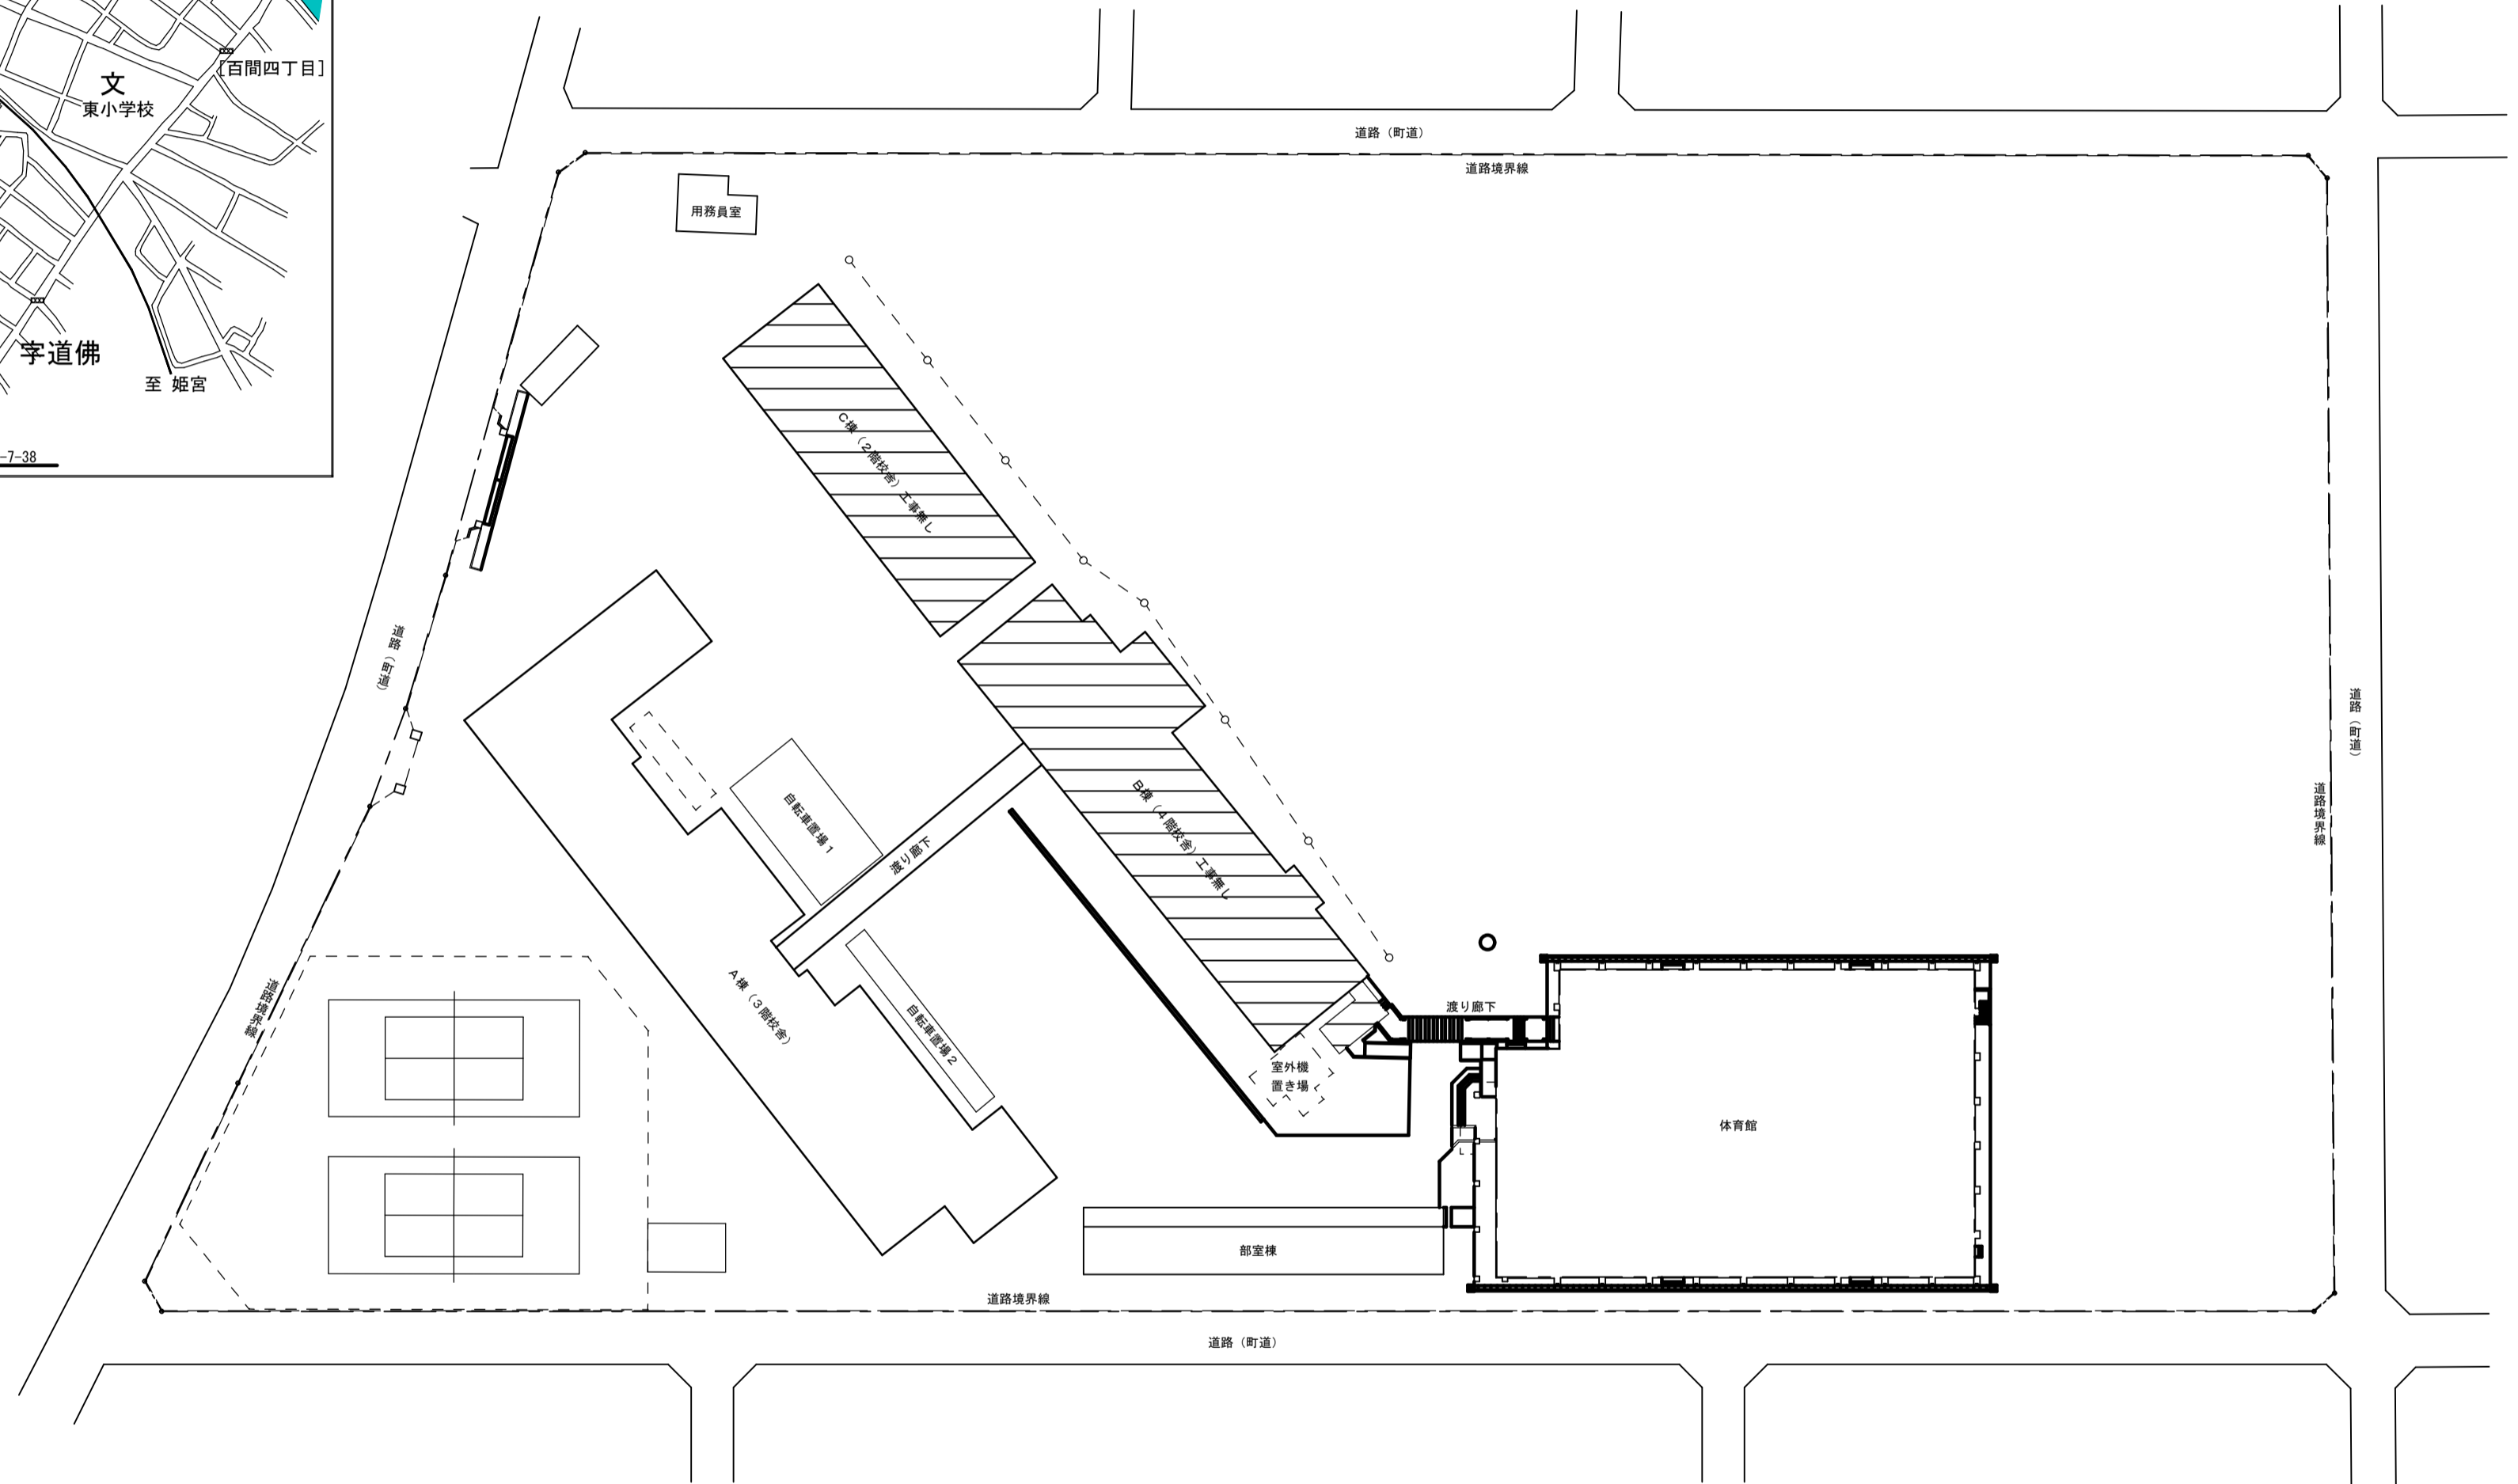 ［百間四丁目］
文
東小学校
字道佛
至 姫宮
-7-38
道路（町道）
道路境界線
用務員室
C棟（2階校舎）工事無し
道路（町道）
道路（町道）
道路境界線
自転車置場１
B棟（4階校舎）工事無し
渡り廊下
A棟（3階校舎）
自転車置場２
道路境界線
渡り廊下
室外機
置き場
体育館
部室棟
道路境界線
道路（町道）